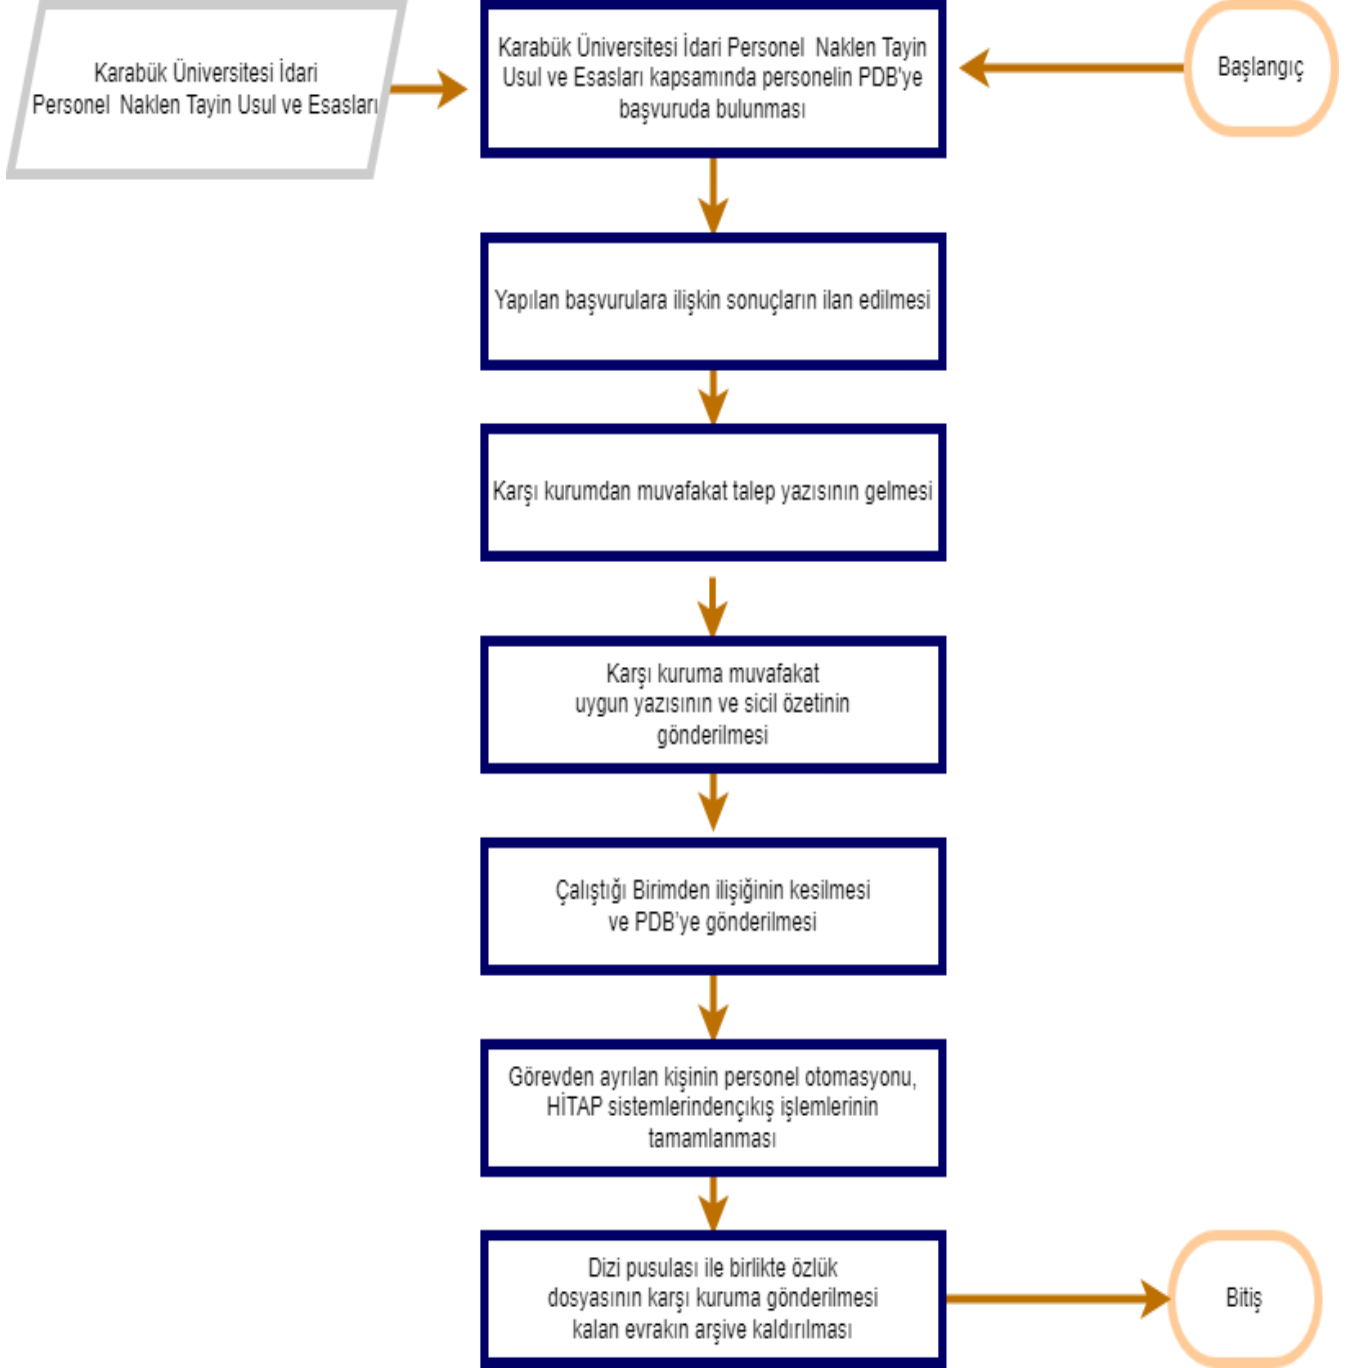 Karabük Üniversitesi İdari
Personel  Naklen Tayin Usul ve Esasları
Karabük Üniversitesi İdari Personel  Naklen Tayin
Usul ve Esasları kapsamında personelin PDB'ye
başvuruda bulunması
Başlangıç
Yapılan başvurulara ilişkin sonuçların ilan edilmesi
Karşı kurumdan muvafakat talep yazısının gelmesi
Karşı kuruma muvafakat
uygun yazısının ve sicil özetinin
gönderilmesi
Çalıştığı Birimden ilişiğinin kesilmesi
ve PDB'ye gönderilmesi
Görevden ayrılan kişinin personel otomasyonu,
HİTAP sistemlerindençıkış işlemlerinin
tamamlanması
Dizi pusulası ile birlikte özlük
dosyasının karşı kuruma gönderilmesi
kalan evrakın arşive kaldırılması
Bitiş